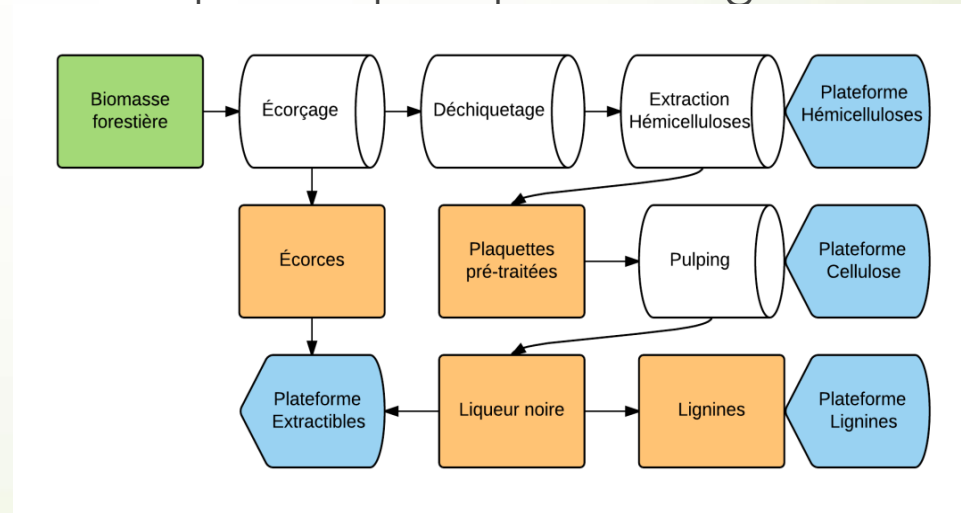 Biomasse
forestière
Écorçage
Déchiquetage
Extraction
Hémicelluloses
Plateforme
Hémicelluloses
Écorces
Plaquettes
pré-traitées
Pulping
Plateforme
Cellulose
Plateforme
Extractibles
Liqueur noire
Lignines
Plateforme
Lignines